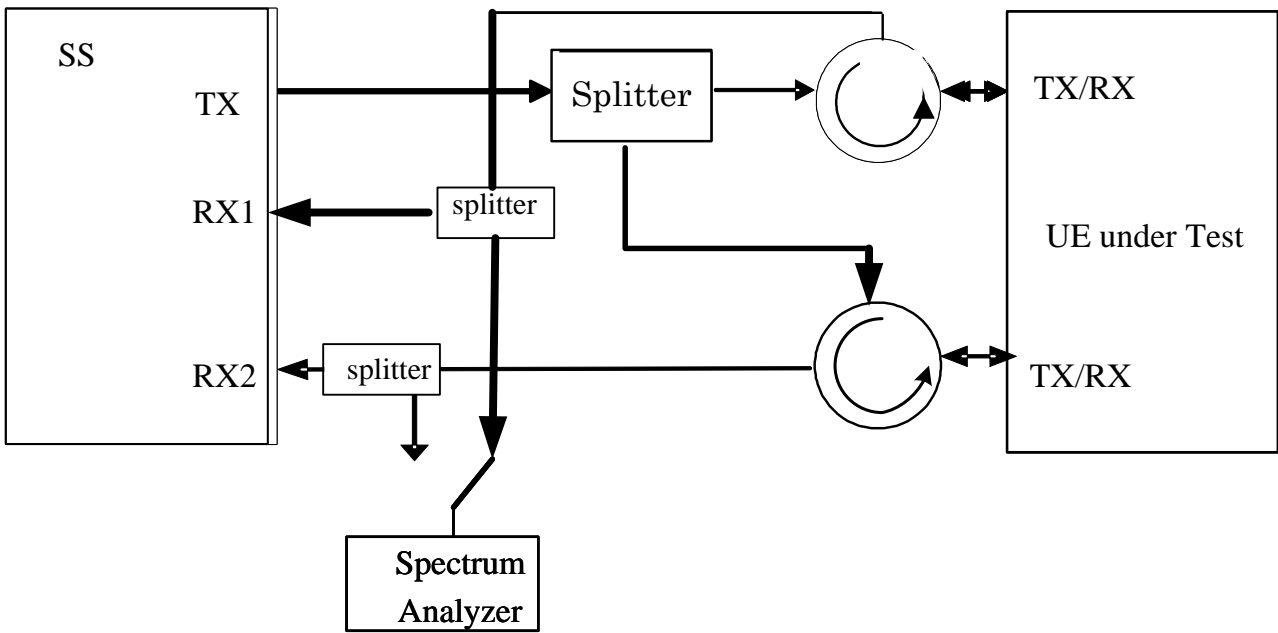 SS
TX
Splitter
TX/RX
RX1
splitter
UE under Test
RX2
splitter
TX/RX
Spectrum
Analyzer